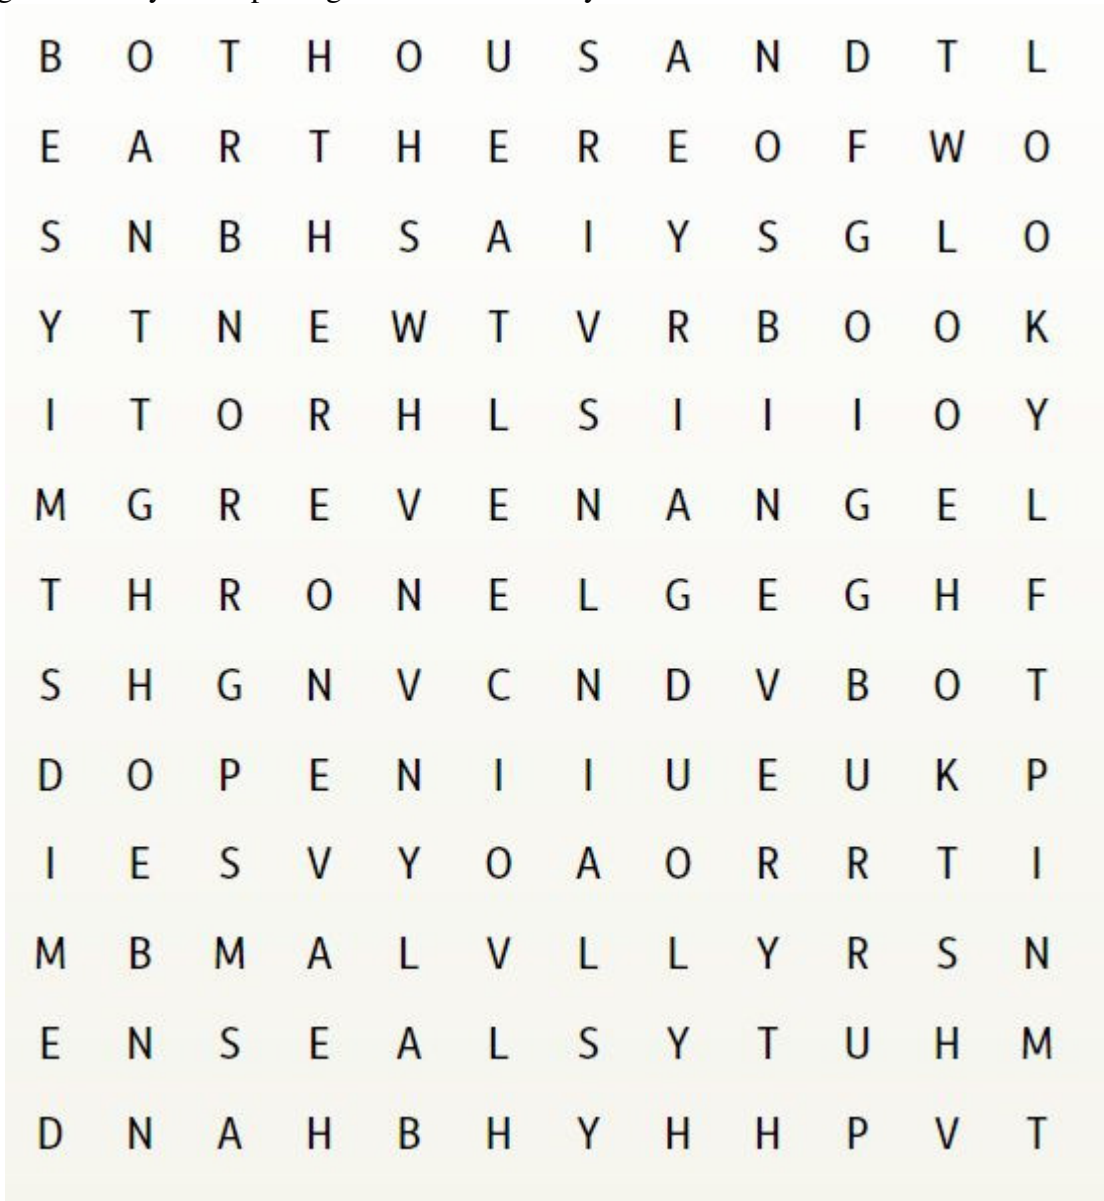 B O T H O U S A N D T L
E A R T H E R E O F W O
S N B H S A I Y S G L O
Y T N E W T V R B O O K
I T O R H L S I I I O Y
M G R E V E N A N G E L
T H R O N E L G E G H F
S H G N V C N D V B O T
D O P E N I I U E U K P
I E S V Y O A O R R T I
M B M A L V L L Y R S N
E N S E A L S Y T U H M
D N A H B H Y H H P V T